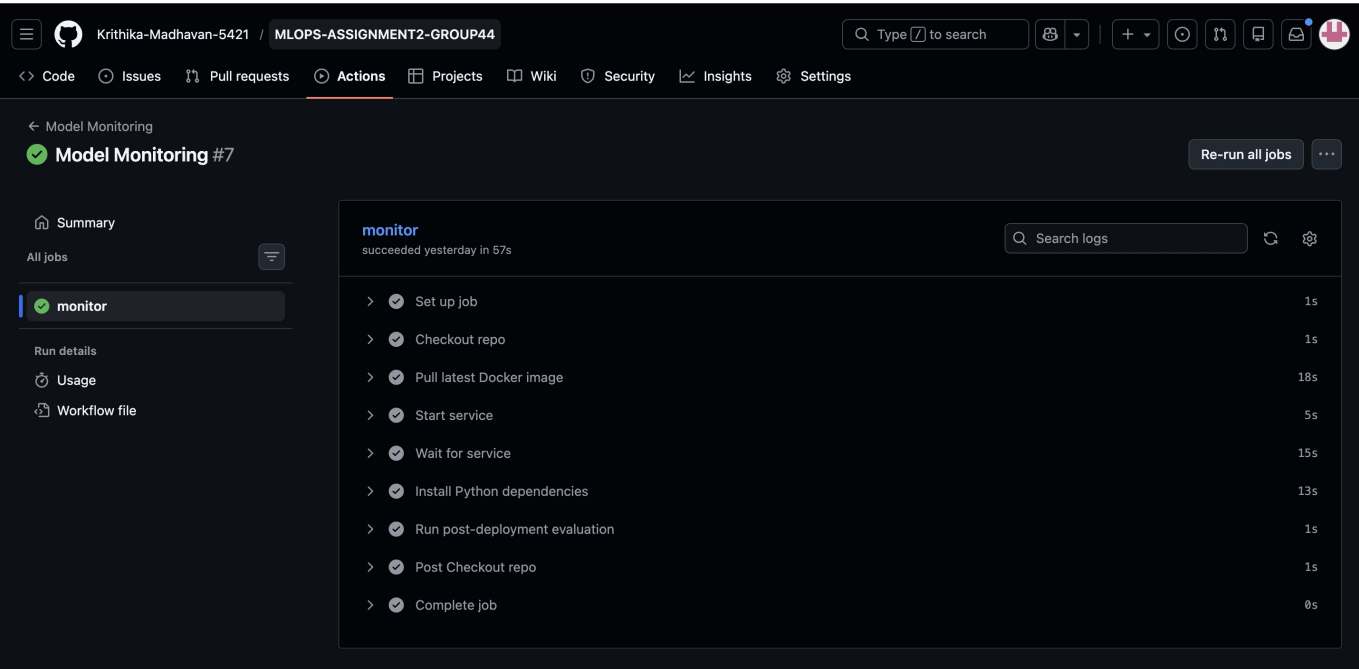 Krithika-Madhavan-5421 / MLOPS-ASSIGNMENT2-GROUP44
Type / to search
Code Issues Pull requests Actions Projects Wiki Security Insights Settings
← Model Monitoring
Model Monitoring #7
Re-run all jobs
Summary
All jobs
monitor
Run details
Usage
Workflow file
monitor
succeeded yesterday in 57s
Search logs
Set up job 1s
Checkout repo 1s
Pull latest Docker image 18s
Start service 5s
Wait for service 15s
Install Python dependencies 13s
Run post-deployment evaluation 1s
Post Checkout repo 1s
Complete job 0s